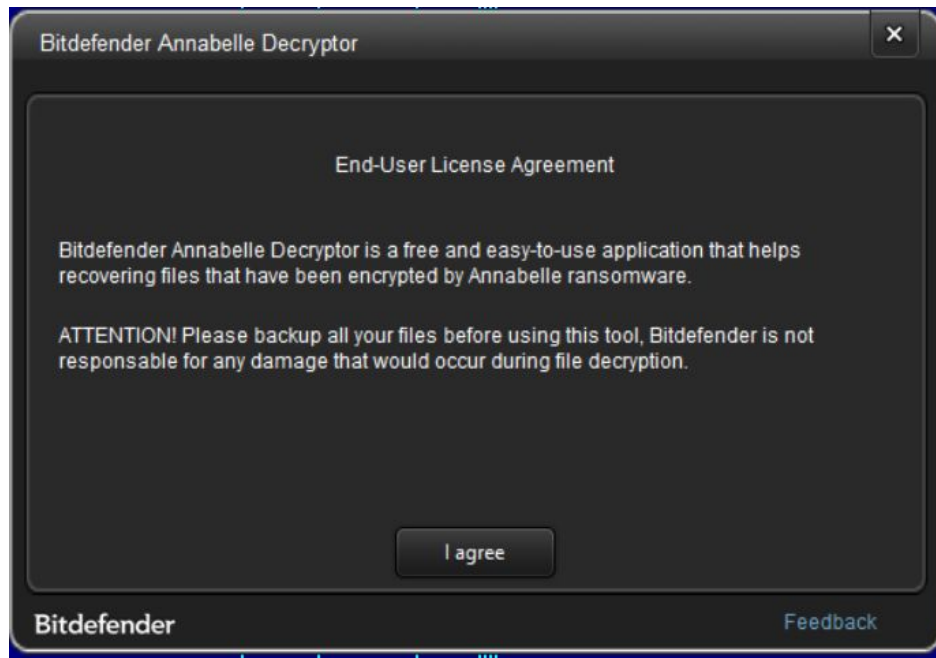 Bitdefender Annabelle Decryptor
End-User License Agreement
Bitdefender Annabelle Decryptor is a free and easy-to-use application that helps
recovering files that have been encrypted by Annabelle ransomware.
ATTENTION! Please backup all your files before using this tool, Bitdefender is not
responsable for any damage that would occur during file decryption.
I agree
Bitdefender
Feedback